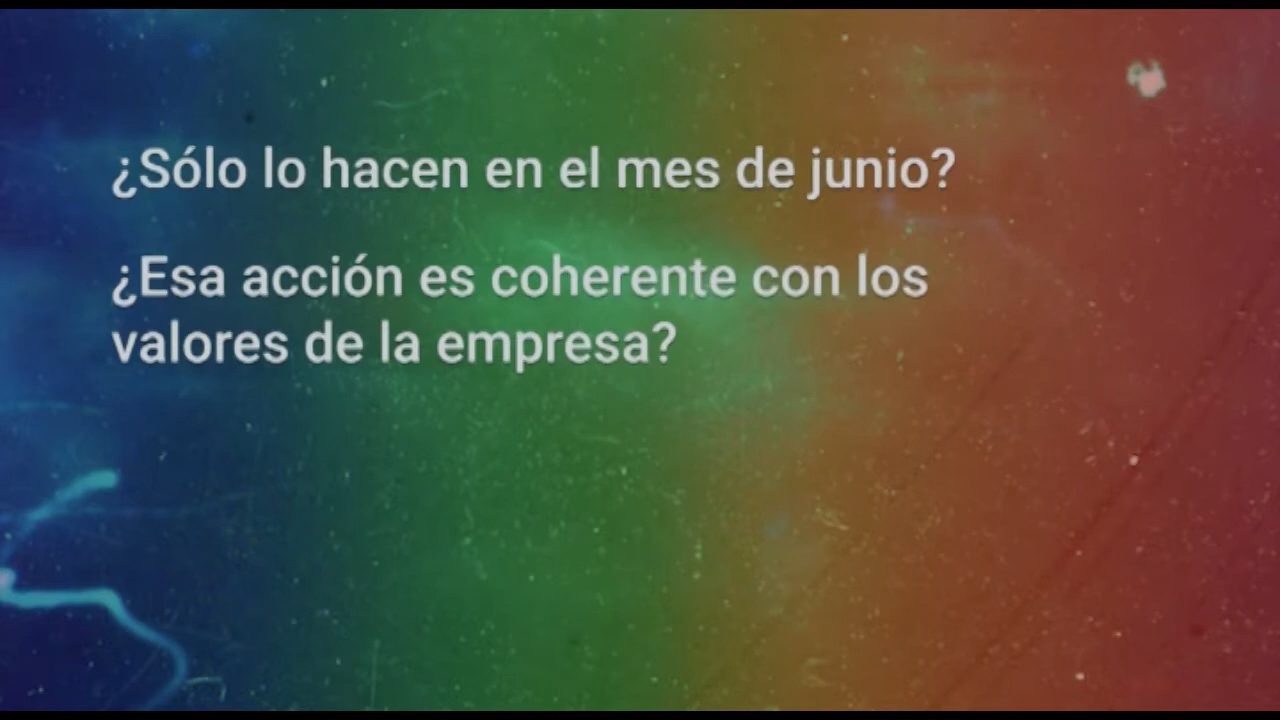 ¿Sólo lo hacen en el mes de junio?
¿Esa acción es coherente con los
valores de la empresa?